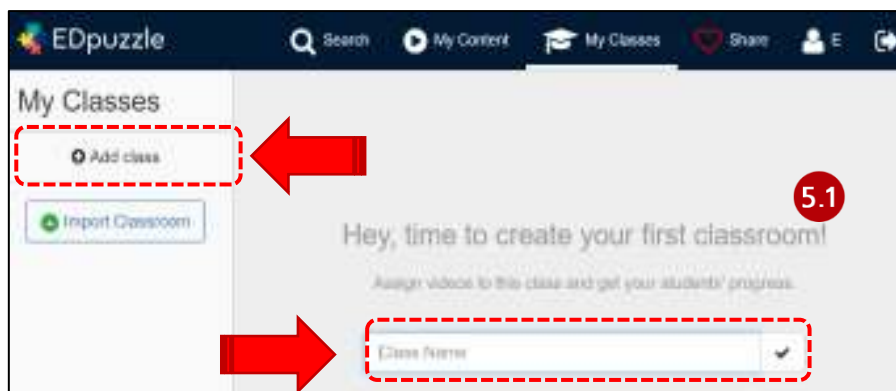 EDpuzzle
Search
My Content
My Classes
Share
E
My Classes
Add class
Import Classroom
5.1
Hey, time to create your first classroom!
Assign videos to this class and get your students' progress.
Class Name